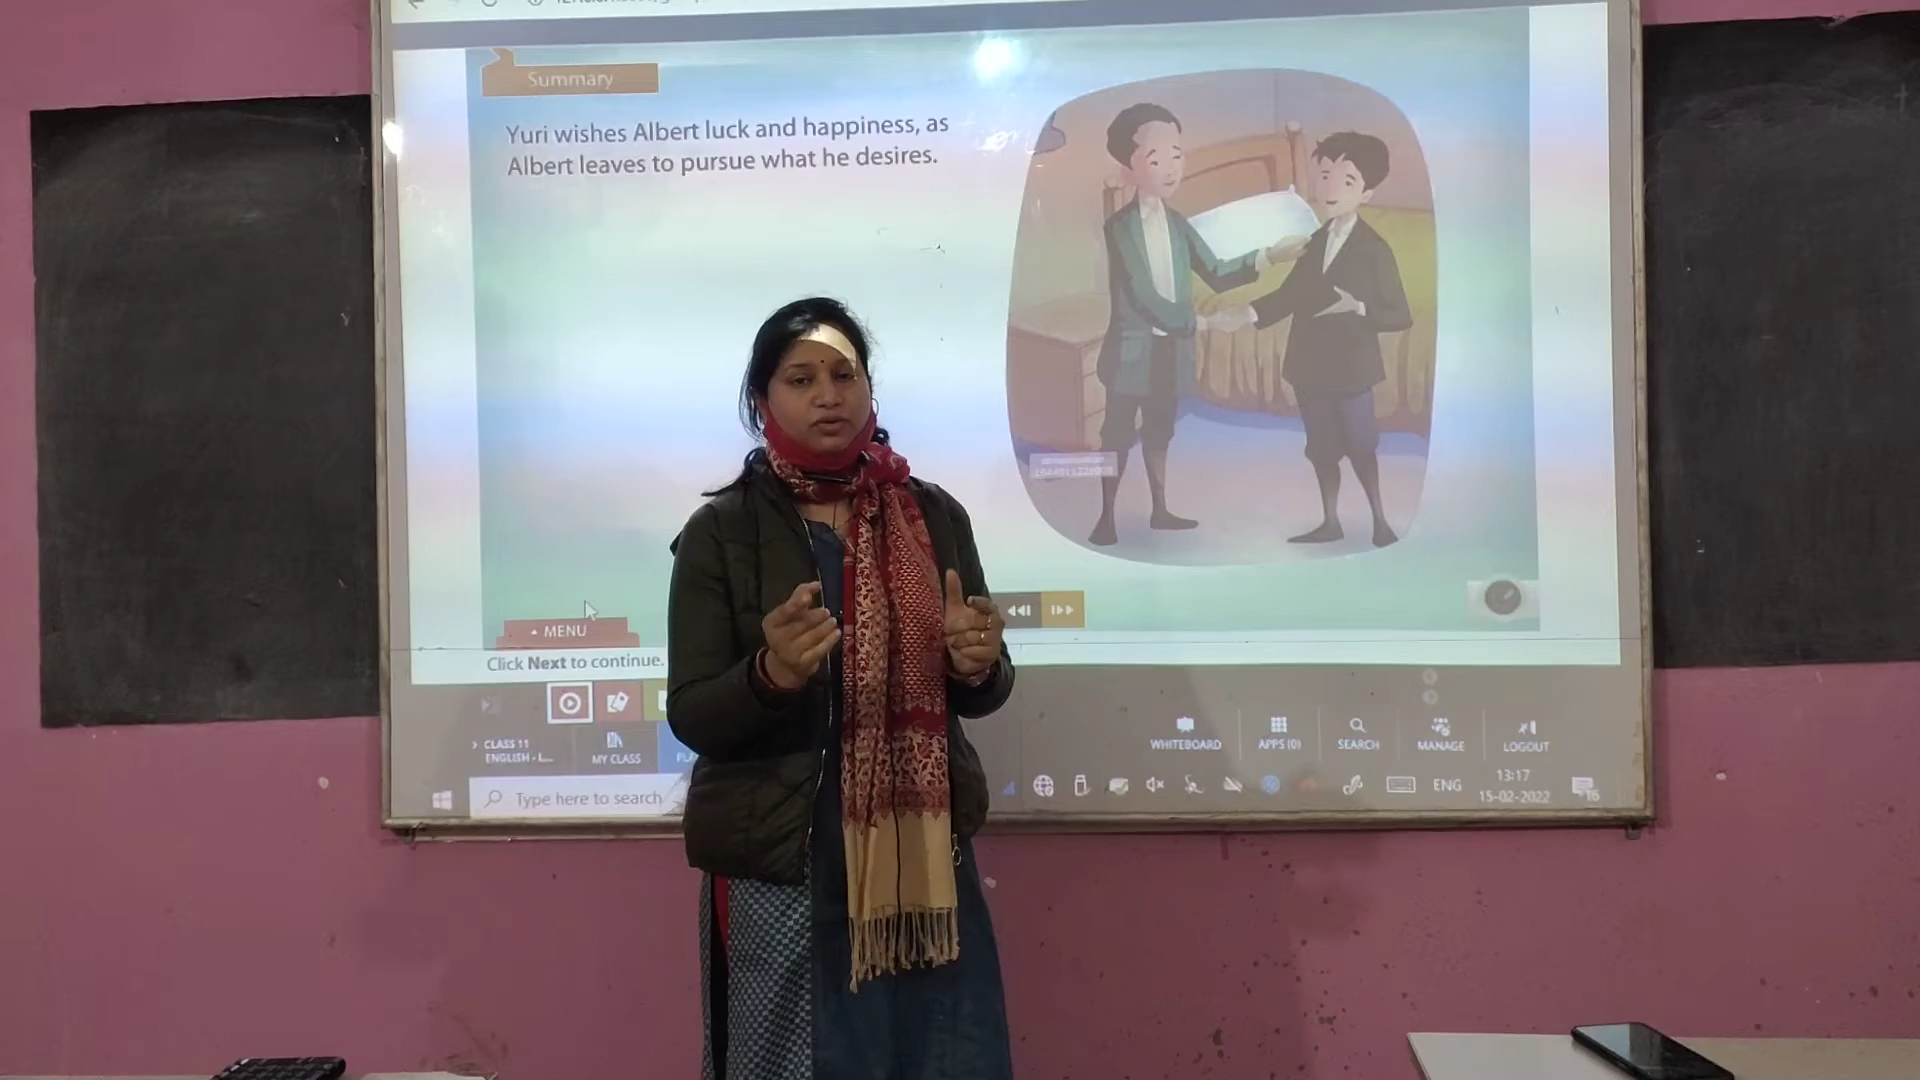 Summary
Yuri wishes Albert luck and happiness, as
Albert leaves to pursue what he desires.
MENU
Click Next to continue.
CLASS 11
ENGLISH - L...
MY CLASS
WHITEBOARD
APPS (0)
SEARCH
MANAGE
LOGOUT
Type here to search
ENG
13:17
15-02-2022
16